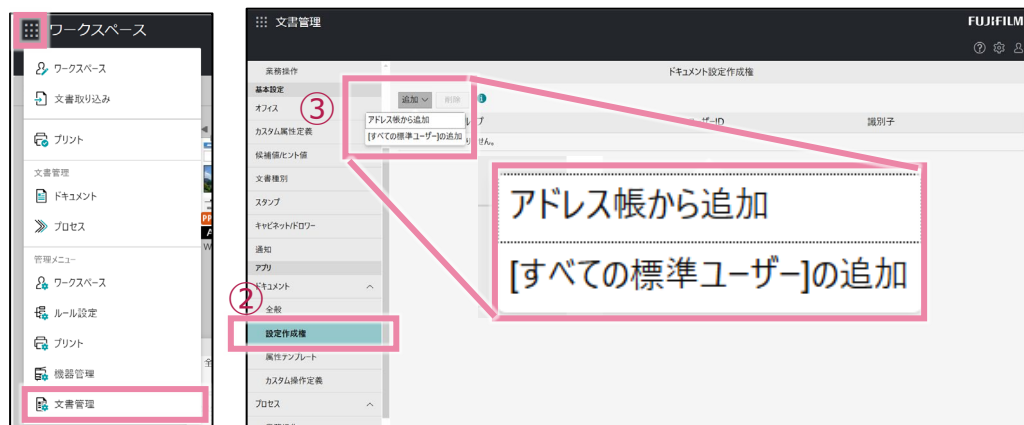 ワークスペース
ワークスペース
文書取り込み
プリント
文書管理
ドキュメント
プロセス
管理メニュー
ワークスペース
ルール設定
プリント
機器管理
文書管理
文書管理
FUJIFILM
ドキュメント設定作成権
業務操作
基本設定
オフィス
カスタム属性定義
候補値/ヒント値
文書種別
スタンプ
キャビネット/ドロワー
通知
アプリ
ドキュメント
②
全般
設定作成権
属性テンプレート
カスタム操作定義
プロセス
③
追加
削除
アドレス帳から追加
[すべての標準ユーザー]の追加
識別子
アドレス帳から追加
[すべての標準ユーザー]の追加